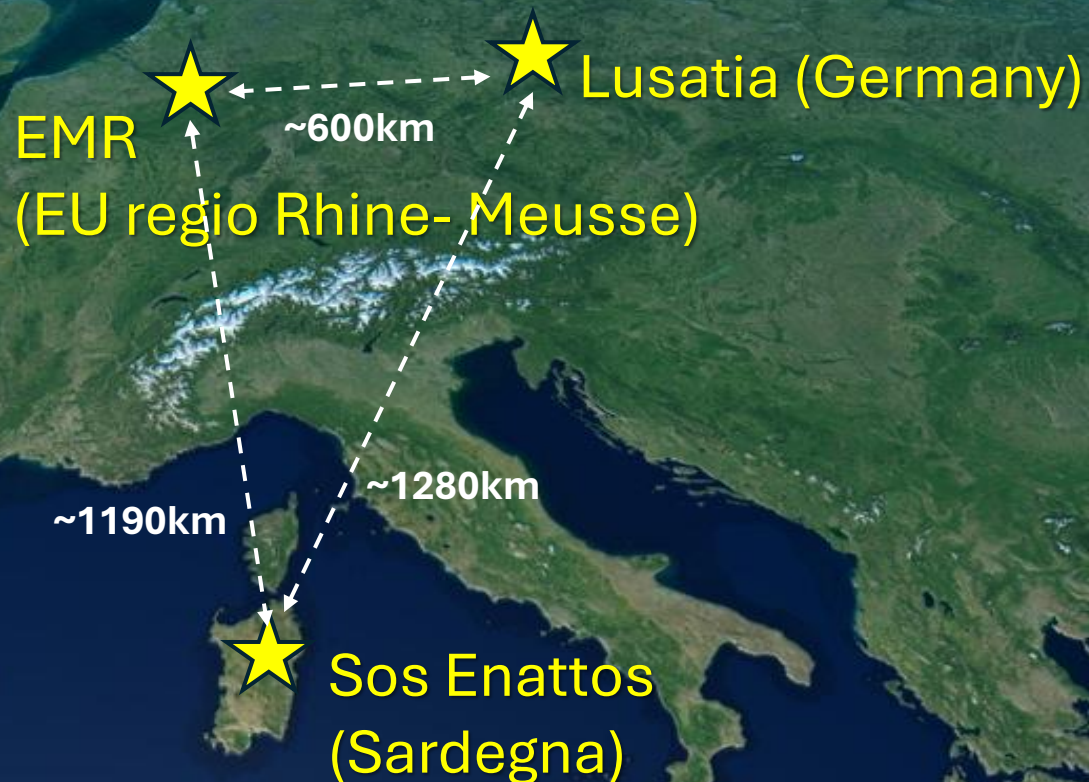 Lusatia (Germany)
~600km
EMR
(EU regio Rhine- Meusse)
~1280km
~1190km
Sos Enattos
(Sardegna)